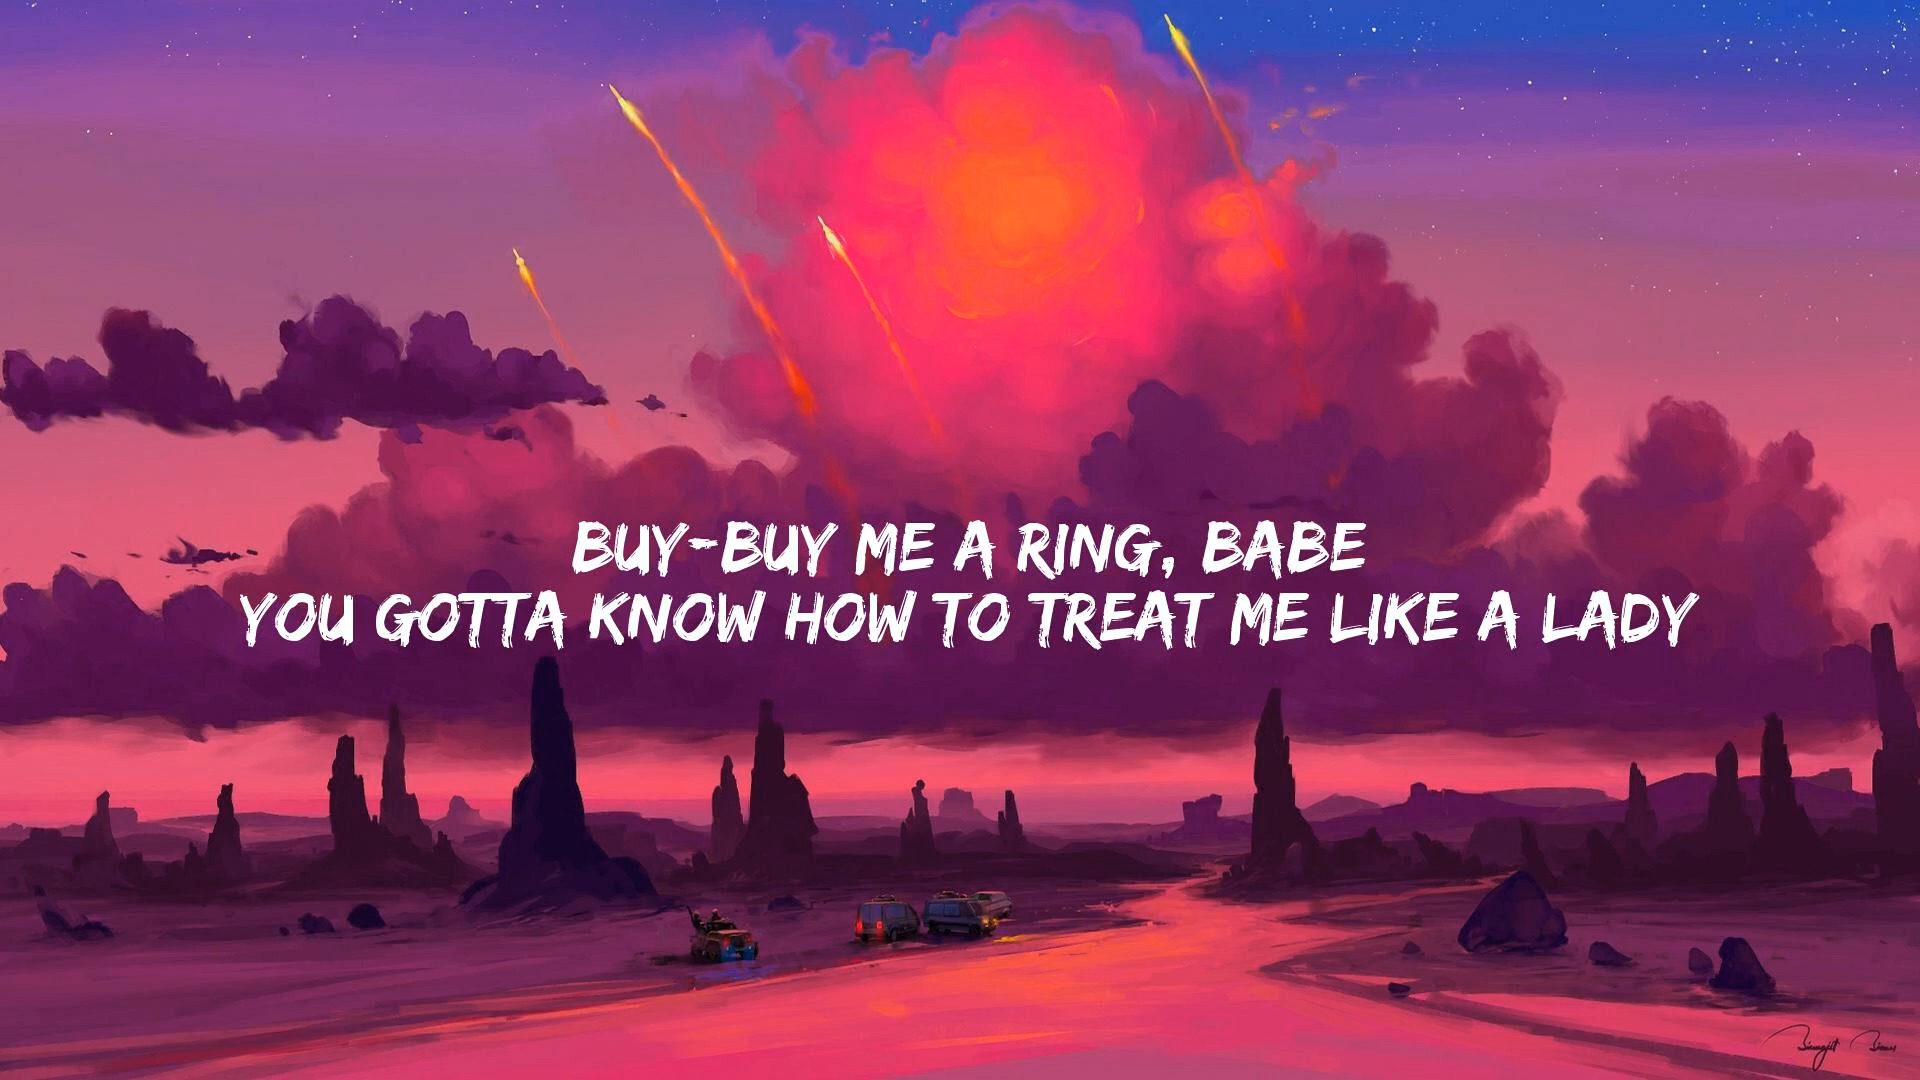 BUY-BUY ME A RING, BABE
YOU GOTTA KNOW HOW TO TREAT ME LIKE A LADY